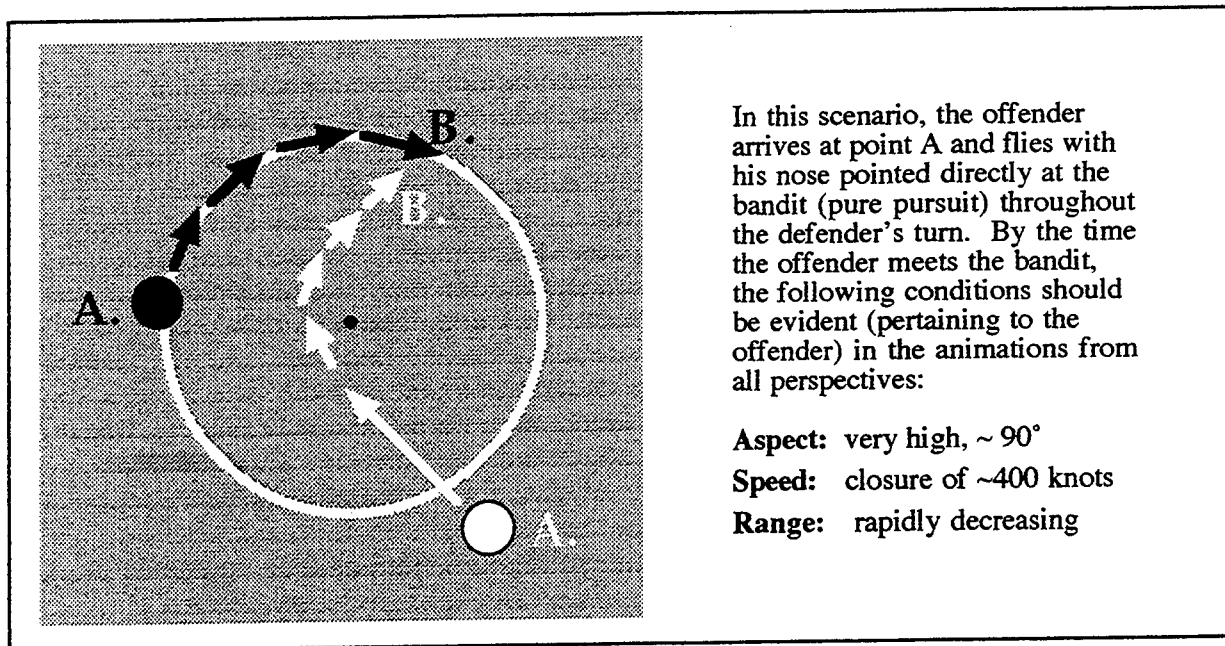 B.
B.
A.
A.
In this scenario, the offender
arrives at point A and flies with
his nose pointed directly at the
bandit (pure pursuit) throughout
the defender's turn. By the time
the offender meets the bandit,
the following conditions should
be evident (pertaining to the
offender) in the animations from
all perspectives:
Aspect: very high, ~ 90°
Speed: closure of ~400 knots
Range: rapidly decreasing